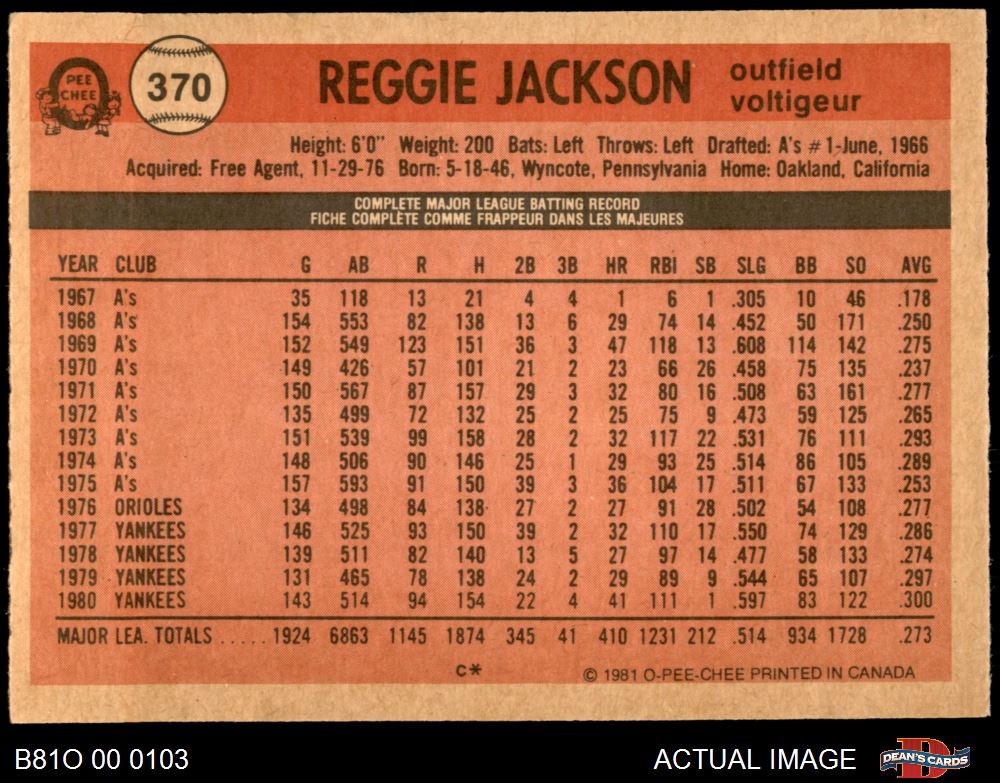 PEE
CHEE
370
REGGIE JACKSON
outfield
voltigeur
Height: 6'0" Weight: 200 Bats: Left Throws: Left Drafted: A's #1-June, 1966
Acquired: Free Agent, 11-29-76 Born: 5-18-46, Wyncote, Pennsylvania Home: Oakland, California
COMPLETE MAJOR LEAGUE BATTING RECORD
FICHE COMPLÈTE COMME FRAPPEUR DANS LES MAJEURES
YEAR CLUB G AB R H 2B 3B HR RBI SB SLG BB SO AVG
1967 A's 35 118 13 21 4 4 1 6 1 .305 10 46 .178
1968 A's 154 553 82 138 13 6 29 74 14 .452 50 171 .250
1969 A's 152 549 123 151 36 3 47 118 13 .608 114 142 .275
1970 A's 149 426 57 101 21 2 23 66 26 .458 75 135 .237
1971 A's 150 567 87 157 29 3 32 80 16 .508 63 161 .277
1972 A's 135 499 72 132 25 2 25 75 9 .473 59 125 .265
1973 A's 151 539 99 158 28 2 32 117 22 .531 76 111 .293
1974 A's 148 506 90 146 25 1 29 93 25 .514 86 105 .289
1975 A's 157 593 91 150 39 3 36 104 17 .511 67 133 .253
1976 ORIOLES 134 498 84 138 27 2 27 91 28 .502 54 108 .277
1977 YANKEES 146 525 93 150 39 2 32 110 17 .550 74 129 .286
1978 YANKEES 139 511 82 140 13 5 27 97 14 .477 58 133 .274
1979 YANKEES 131 465 78 138 24 2 29 89 9 .544 65 107 .297
1980 YANKEES 143 514 94 154 22 4 41 111 1 .597 83 122 .300
MAJOR LEA. TOTALS ..... 1924 6863 1145 1874 345 41 410 1231 212 .514 934 1728 .273
C*
© 1981 O-PEE-CHEE PRINTED IN CANADA
B81O 00 0103
ACTUAL IMAGE
DEAN'S CARDS